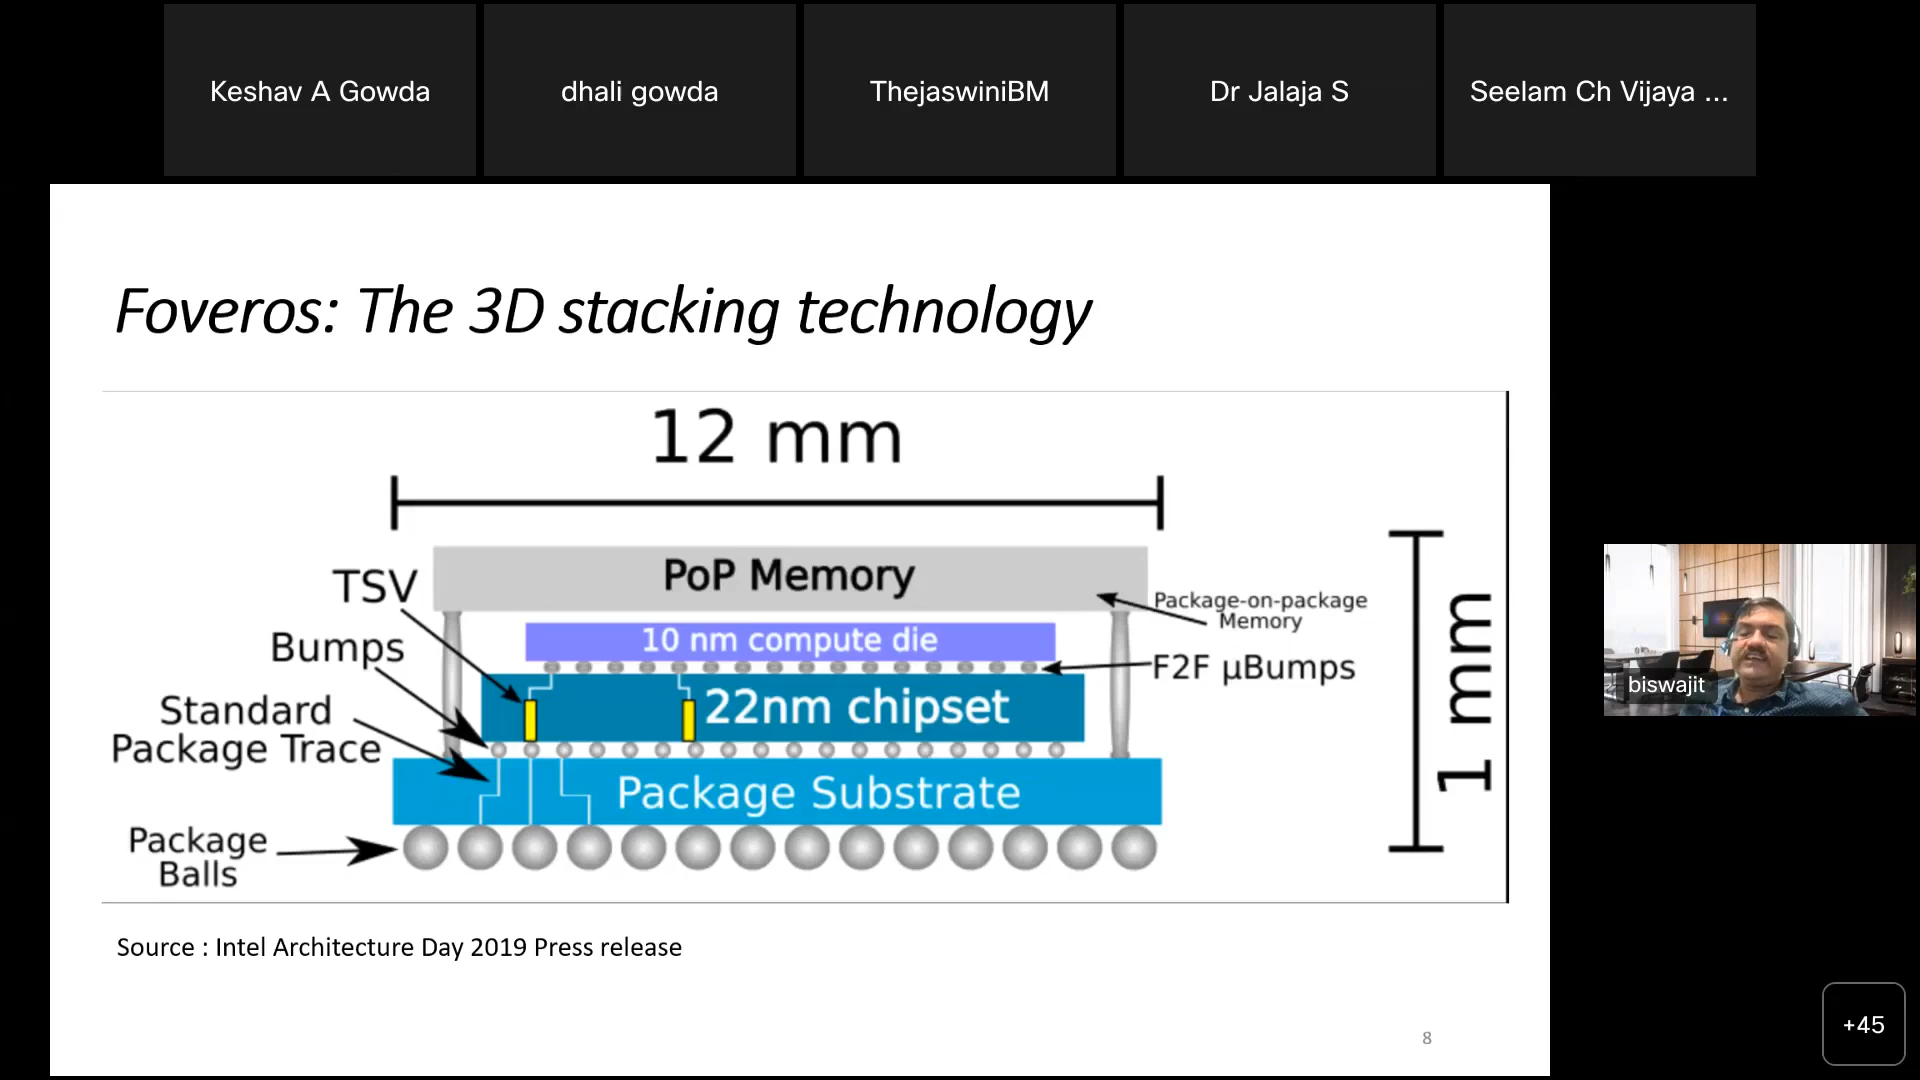 Keshav A Gowda
dhali gowda
ThejaswiniBM
Dr Jalaja S
Seelam Ch Vijaya ...
Foveros: The 3D stacking technology
12 mm
PoP Memory
TSV
Package-on-package
Memory
10 nm compute die
Bumps
F2F µBumps
22nm chipset
Standard
Package Trace
Package Substrate
Package
Balls
1 mm
Source : Intel Architecture Day 2019 Press release
8
biswajit
+45